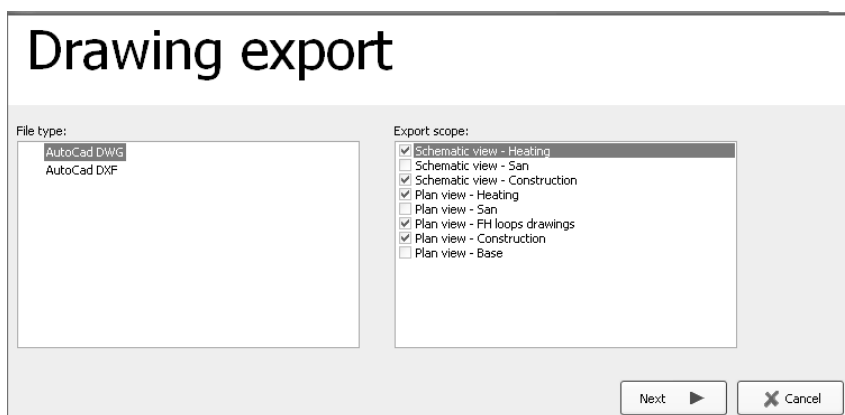 Drawing export
File type:
AutoCad DWG
AutoCad DXF
Export scope:
Schematic view - Heating
Schematic view - San
Schematic view - Construction
Plan view - Heating
Plan view - San
Plan view - FH loops drawings
Plan view - Construction
Plan view - Base
Next
Cancel